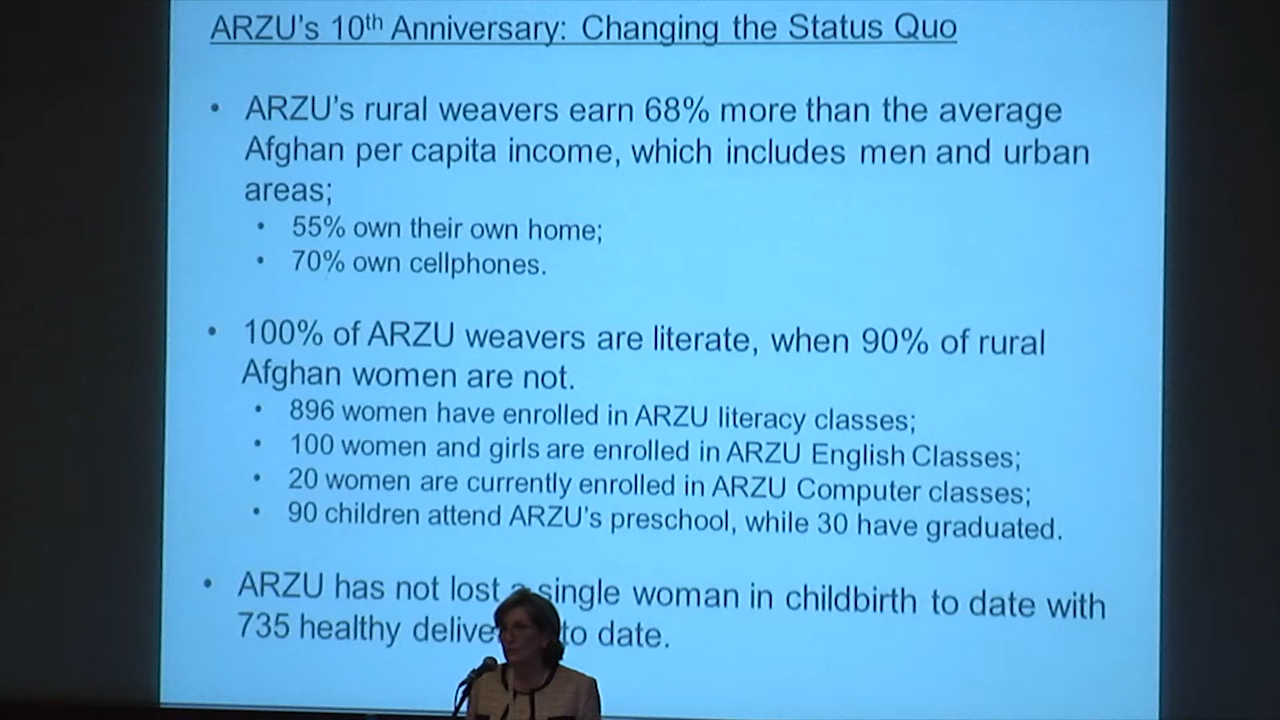 ARZU's 10th Anniversary: Changing the Status Quo
• ARZU's rural weavers earn 68% more than the average
Afghan per capita income, which includes men and urban
areas;
• 55% own their own home;
• 70% own cellphones.
• 100% of ARZU weavers are literate, when 90% of rural
Afghan women are not.
• 896 women have enrolled in ARZU literacy classes;
• 100 women and girls are enrolled in ARZU English Classes;
• 20 women are currently enrolled in ARZU Computer classes;
• 90 children attend ARZU's preschool, while 30 have graduated.
• ARZU has not lost a single woman in childbirth to date with
735 healthy to date.